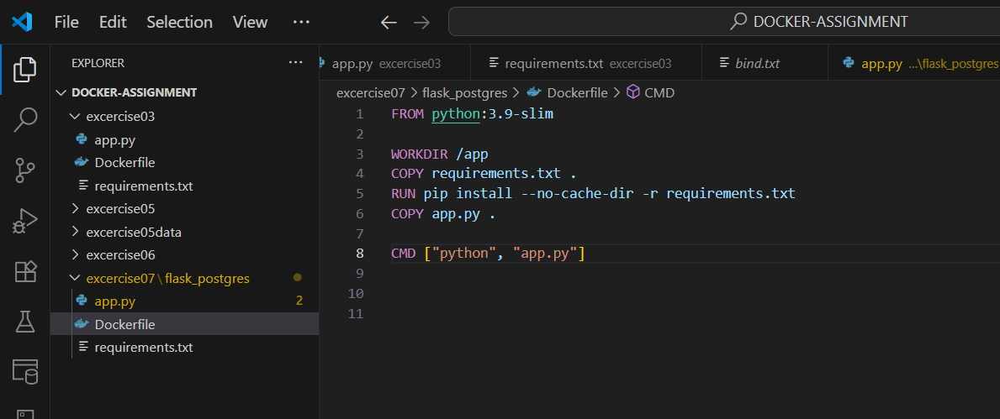 File Edit Selection View ··· DOCKER-ASSIGNMENT
EXPLORER ···
DOCKER-ASSIGNMENT
excercise03
app.py
Dockerfile
requirements.txt
excercise05
excercise05data
excercise06
excercise07\flask_postgres
app.py 2
Dockerfile
requirements.txt
app.py excercise03 requirements.txt excercise03 bind.txt app.py ...\flask_postgres
excercise07 > flask_postgres > Dockerfile > CMD
1 FROM python:3.9-slim
2
3 WORKDIR /app
4 COPY requirements.txt .
5 RUN pip install --no-cache-dir -r requirements.txt
6 COPY app.py .
7
8 CMD ["python", "app.py"]
9
10
11